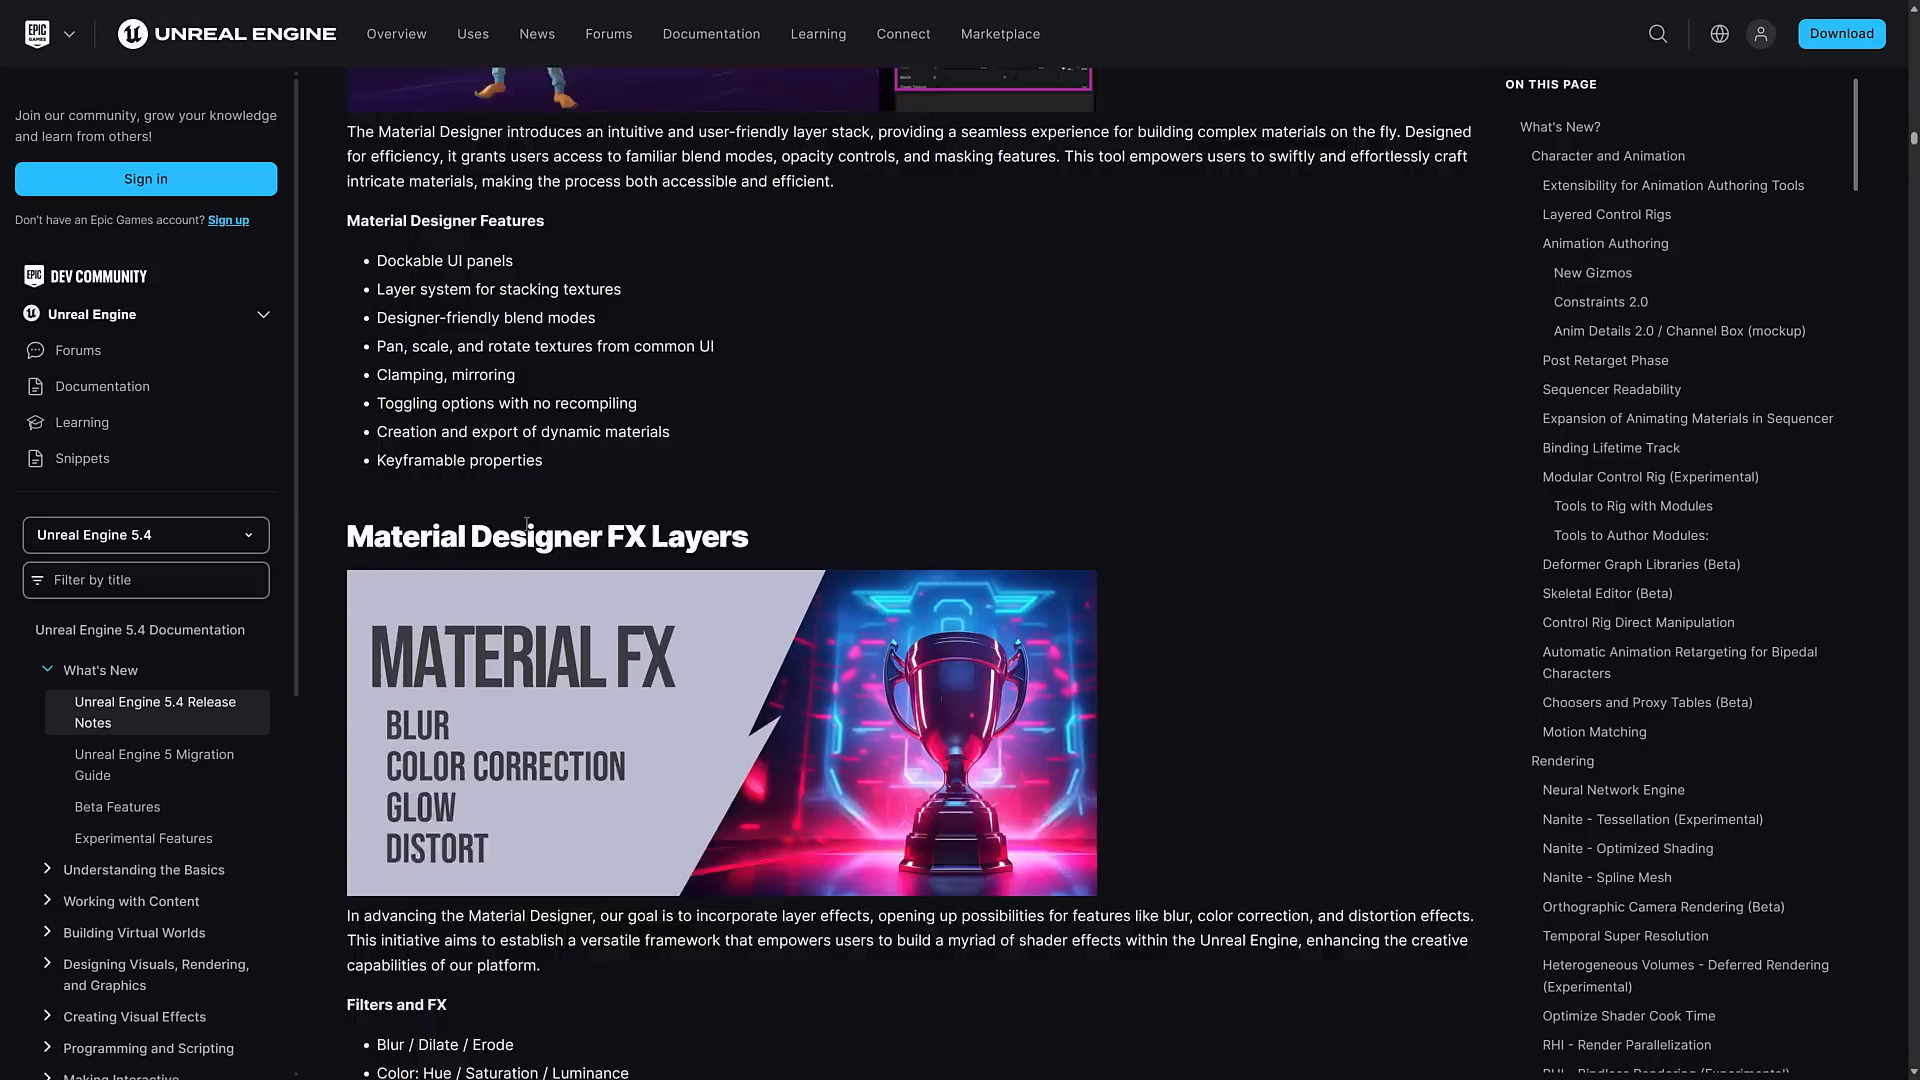 EPIC GAMES
UNREAL ENGINE
Overview
Uses
News
Forums
Documentation
Learning
Connect
Marketplace
Download
Join our community, grow your knowledge
and learn from others!
Sign in
Don't have an Epic Games account? Sign up
EPIC DEV COMMUNITY
Unreal Engine
Forums
Documentation
Learning
Snippets
Unreal Engine 5.4
Filter by title
Unreal Engine 5.4 Documentation
What's New
Unreal Engine 5.4 Release
Notes
Unreal Engine 5 Migration
Guide
Beta Features
Experimental Features
Understanding the Basics
Working with Content
Building Virtual Worlds
Designing Visuals, Rendering,
and Graphics
Creating Visual Effects
Programming and Scripting
Making Interactive
The Material Designer introduces an intuitive and user-friendly layer stack, providing a seamless experience for building complex materials on the fly. Designed
for efficiency, it grants users access to familiar blend modes, opacity controls, and masking features. This tool empowers users to swiftly and effortlessly craft
intricate materials, making the process both accessible and efficient.
Material Designer Features
• Dockable UI panels
• Layer system for stacking textures
• Designer-friendly blend modes
• Pan, scale, and rotate textures from common UI
• Clamping, mirroring
• Toggling options with no recompiling
• Creation and export of dynamic materials
• Keyframable properties
Material Designer FX Layers
MATERIAL FX
BLUR
COLOR CORRECTION
GLOW
DISTORT
In advancing the Material Designer, our goal is to incorporate layer effects, opening up possibilities for features like blur, color correction, and distortion effects.
This initiative aims to establish a versatile framework that empowers users to build a myriad of shader effects within the Unreal Engine, enhancing the creative
capabilities of our platform.
Filters and FX
• Blur / Dilate / Erode
• Color: Hue / Saturation / Luminance
ON THIS PAGE
What's New?
Character and Animation
Extensibility for Animation Authoring Tools
Layered Control Rigs
Animation Authoring
New Gizmos
Constraints 2.0
Anim Details 2.0 / Channel Box (mockup)
Post Retarget Phase
Sequencer Readability
Expansion of Animating Materials in Sequencer
Binding Lifetime Track
Modular Control Rig (Experimental)
Tools to Rig with Modules
Tools to Author Modules:
Deformer Graph Libraries (Beta)
Skeletal Editor (Beta)
Control Rig Direct Manipulation
Automatic Animation Retargeting for Bipedal
Characters
Choosers and Proxy Tables (Beta)
Motion Matching
Rendering
Neural Network Engine
Nanite - Tessellation (Experimental)
Nanite - Optimized Shading
Nanite - Spline Mesh
Orthographic Camera Rendering (Beta)
Temporal Super Resolution
Heterogeneous Volumes - Deferred Rendering
(Experimental)
Optimize Shader Cook Time
RHI - Render Parallelization
RHI - Bindless Rendering (Experimental)